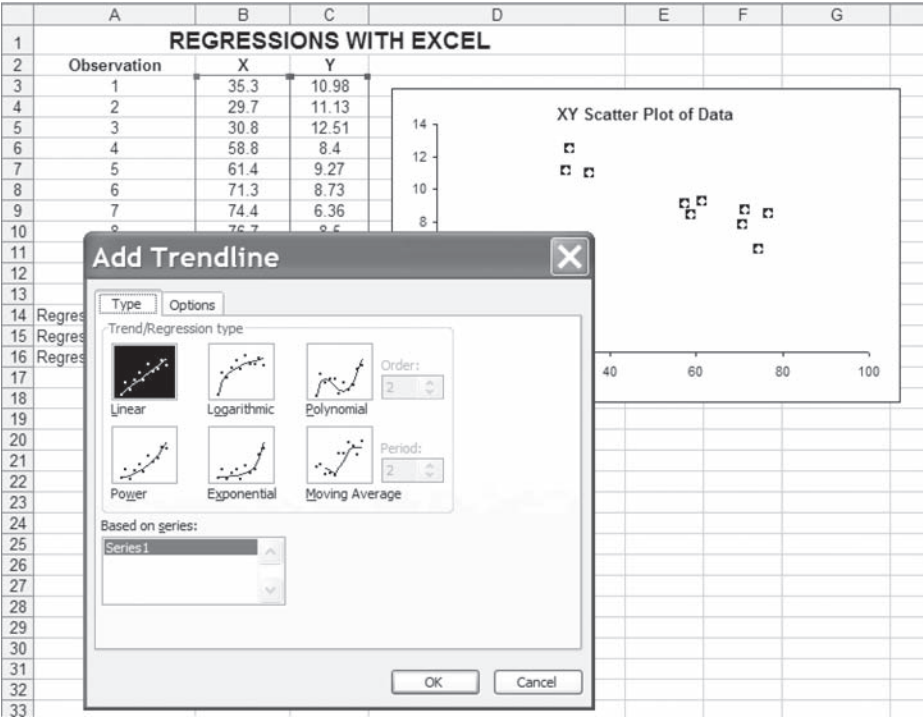 A B C D E F G
1 REGRESSIONS WITH EXCEL
2 Observation X Y
3 1 35.3 10.98
4 2 29.7 11.13
5 3 30.8 12.51
6 4 58.8 8.4
7 5 61.4 9.27
8 6 71.3 8.73
9 7 74.4 6.36
10 8 76.7 8.5
11
12
13
14 Regres
15 Regres
16 Regres
17
18
19
20
21
22
23
24
25
26
27
28
29
30
31
32
33
XY Scatter Plot of Data
14
12
10
8
40 60 80 100
Add Trendline
Type Options
Trend/Regression type
Linear Logarithmic Polynomial
Order:
2
Power Exponential Moving Average
Period:
2
Based on series:
Series1
OK Cancel